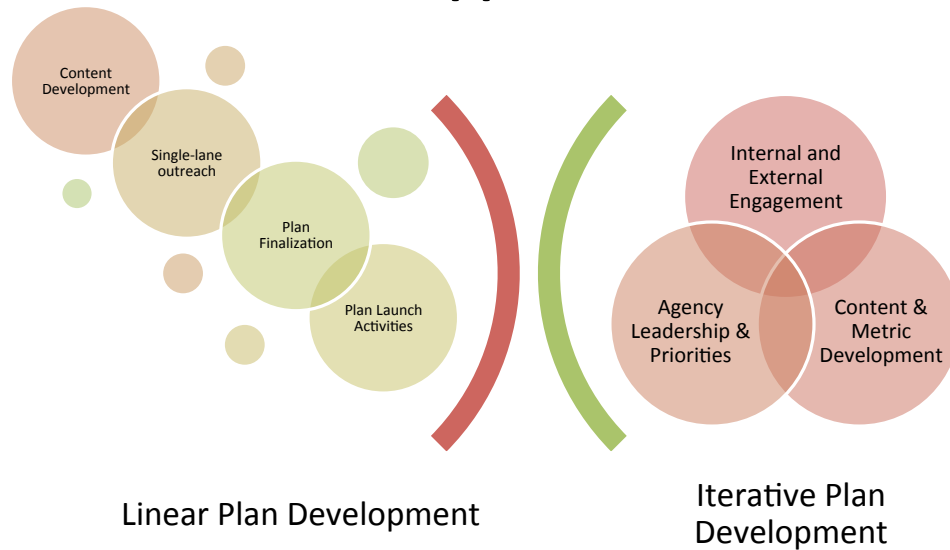 Content
Development
Single-lane
outreach
Plan
Finalization
Plan Launch
Activities
Linear Plan Development
Internal and
External
Engagement
Agency
Leadership &
Priorities
Content &
Metric
Development
Iterative Plan
Development